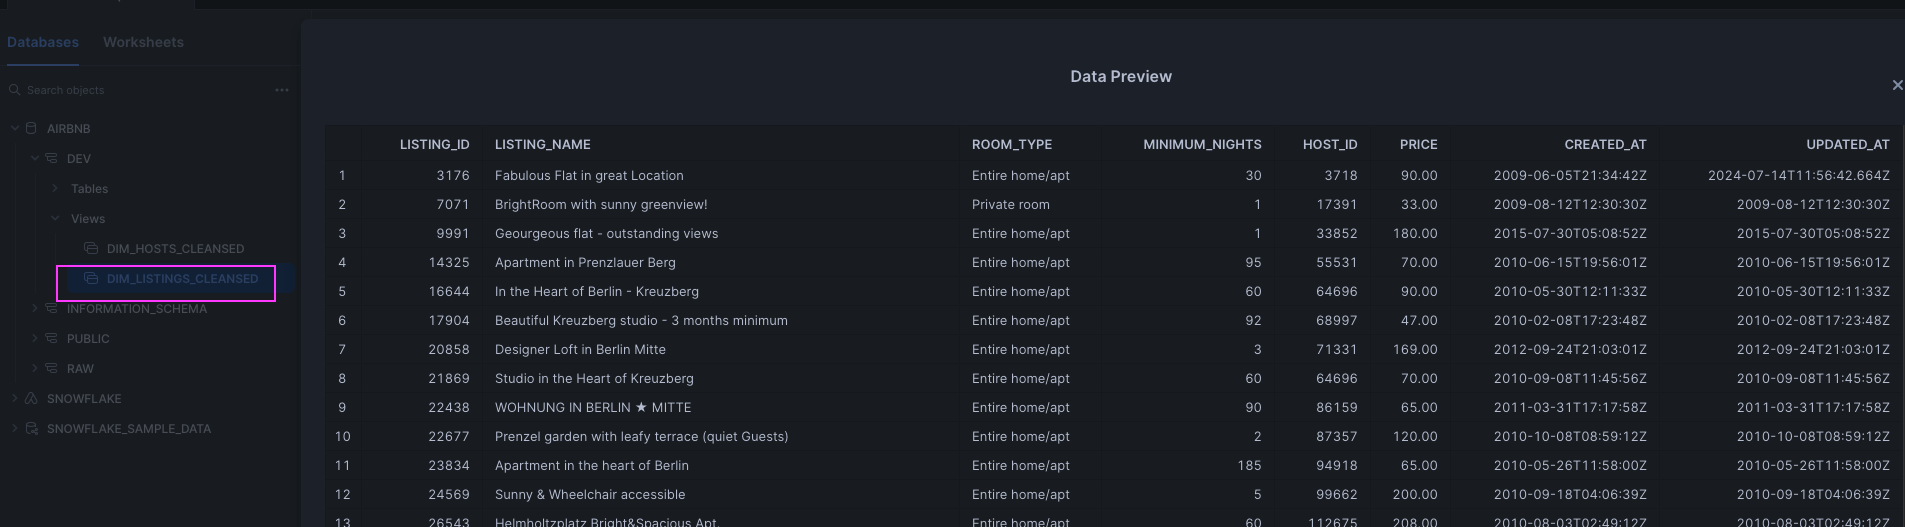 Databases Worksheets
Search objects ...
AIRBNB
DEV
Tables
Views
DIM_HOSTS_CLEANSED
DIM_LISTINGS_CLEANSED
INFORMATION_SCHEMA
PUBLIC
RAW
SNOWFLAKE
SNOWFLAKE_SAMPLE_DATA
Data Preview
LISTING_ID LISTING_NAME ROOM_TYPE MINIMUM_NIGHTS HOST_ID PRICE CREATED_AT UPDATED_AT
1 3176 Fabulous Flat in great Location Entire home/apt 30 3718 90.00 2009-06-05T21:34:42Z 2024-07-14T11:56:42.664Z
2 7071 BrightRoom with sunny greenview! Private room 1 17391 33.00 2009-08-12T12:30:30Z 2009-08-12T12:30:30Z
3 9991 Geourgeous flat - outstanding views Entire home/apt 1 33852 180.00 2015-07-30T05:08:52Z 2015-07-30T05:08:52Z
4 14325 Apartment in Prenzlauer Berg Entire home/apt 95 55531 70.00 2010-06-15T19:56:01Z 2010-06-15T19:56:01Z
5 16644 In the Heart of Berlin - Kreuzberg Entire home/apt 60 64696 90.00 2010-05-30T12:11:33Z 2010-05-30T12:11:33Z
6 17904 Beautiful Kreuzberg studio - 3 months minimum Entire home/apt 92 68997 47.00 2010-02-08T17:23:48Z 2010-02-08T17:23:48Z
7 20858 Designer Loft in Berlin Mitte Entire home/apt 3 71331 169.00 2012-09-24T21:03:01Z 2012-09-24T21:03:01Z
8 21869 Studio in the Heart of Kreuzberg Entire home/apt 60 64696 70.00 2010-09-08T11:45:56Z 2010-09-08T11:45:56Z
9 22438 WOHNUNG IN BERLIN ★ MITTE Entire home/apt 90 86159 65.00 2011-03-31T17:17:58Z 2011-03-31T17:17:58Z
10 22677 Prenzel garden with leafy terrace (quiet Guests) Entire home/apt 2 87357 120.00 2010-10-08T08:59:12Z 2010-10-08T08:59:12Z
11 23834 Apartment in the heart of Berlin Entire home/apt 185 94918 65.00 2010-05-26T11:58:00Z 2010-05-26T11:58:00Z
12 24569 Sunny & Wheelchair accessible Entire home/apt 5 99662 200.00 2010-09-18T04:06:39Z 2010-09-18T04:06:39Z
13 26543 Helmholtzplatz Bright&Spacious Apt. Entire home/apt 60 112675 208.00 2010-08-03T02:49:12Z 2010-08-03T02:49:12Z